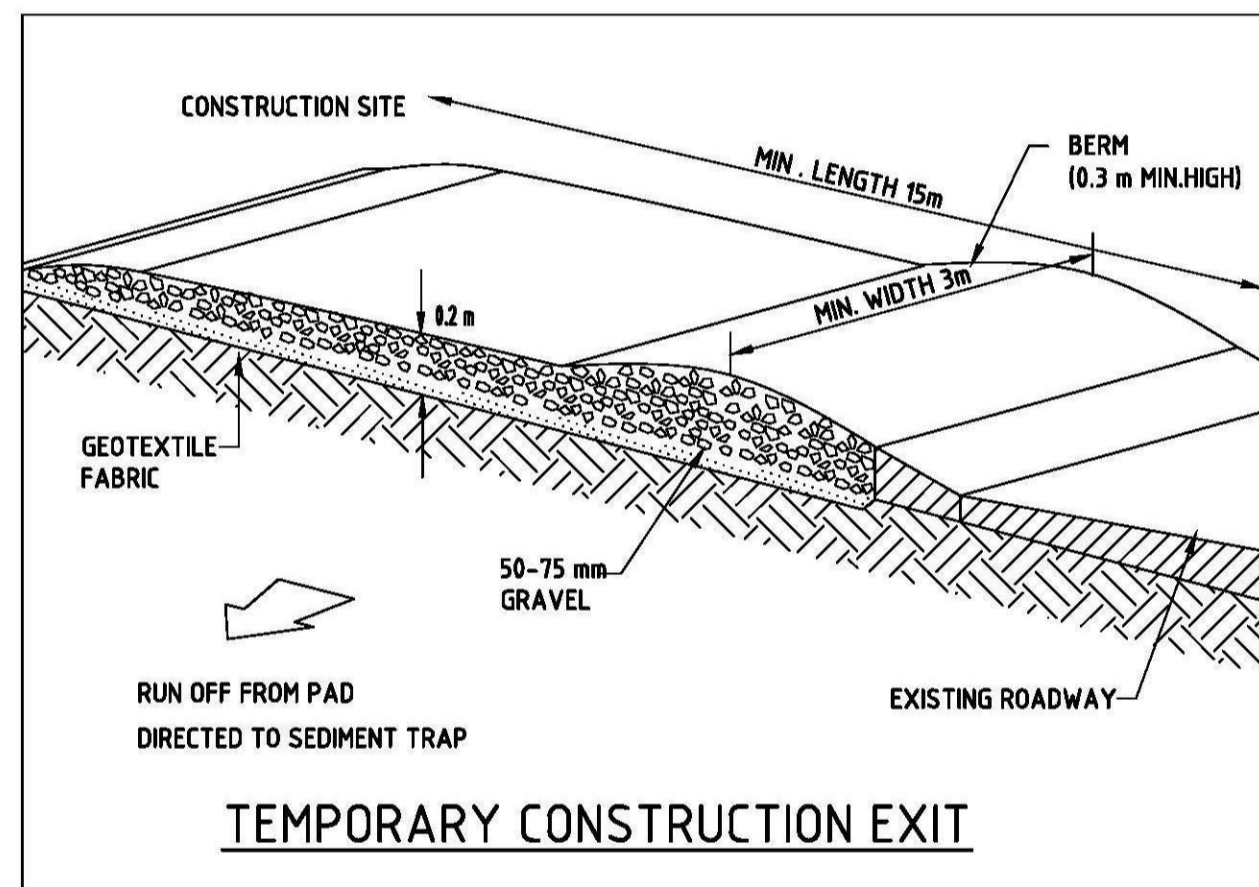 CONSTRUCTION SITE
MIN . LENGTH 15m
BERM
(0.3 m MIN.HIGH)
MIN. WIDTH 3m
0.2 m
GEOTEXTILE
FABRIC
50-75 mm
GRAVEL
RUN OFF FROM PAD
DIRECTED TO SEDIMENT TRAP
EXISTING ROADWAY
TEMPORARY CONSTRUCTION EXIT